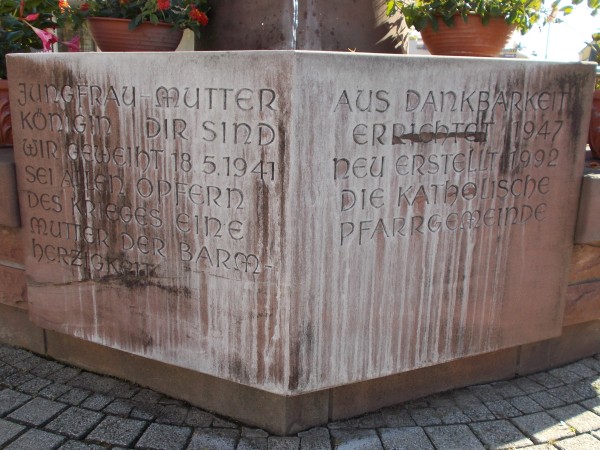 JUNGFRAU-MUTTER
KÖNIGIN DIR SIND
WIR GEWEIHT 18.5.1941
SEI ALLEN OPFERN
DES KRIEGES EINE
MUTTER DER BARM-
HERZIGKEIT
AUS DANKBARKEIT
ERRICHTET 1947
NEU ERSTELLT 1992
DIE KATHOLISCHE
PFARRGEMEINDE